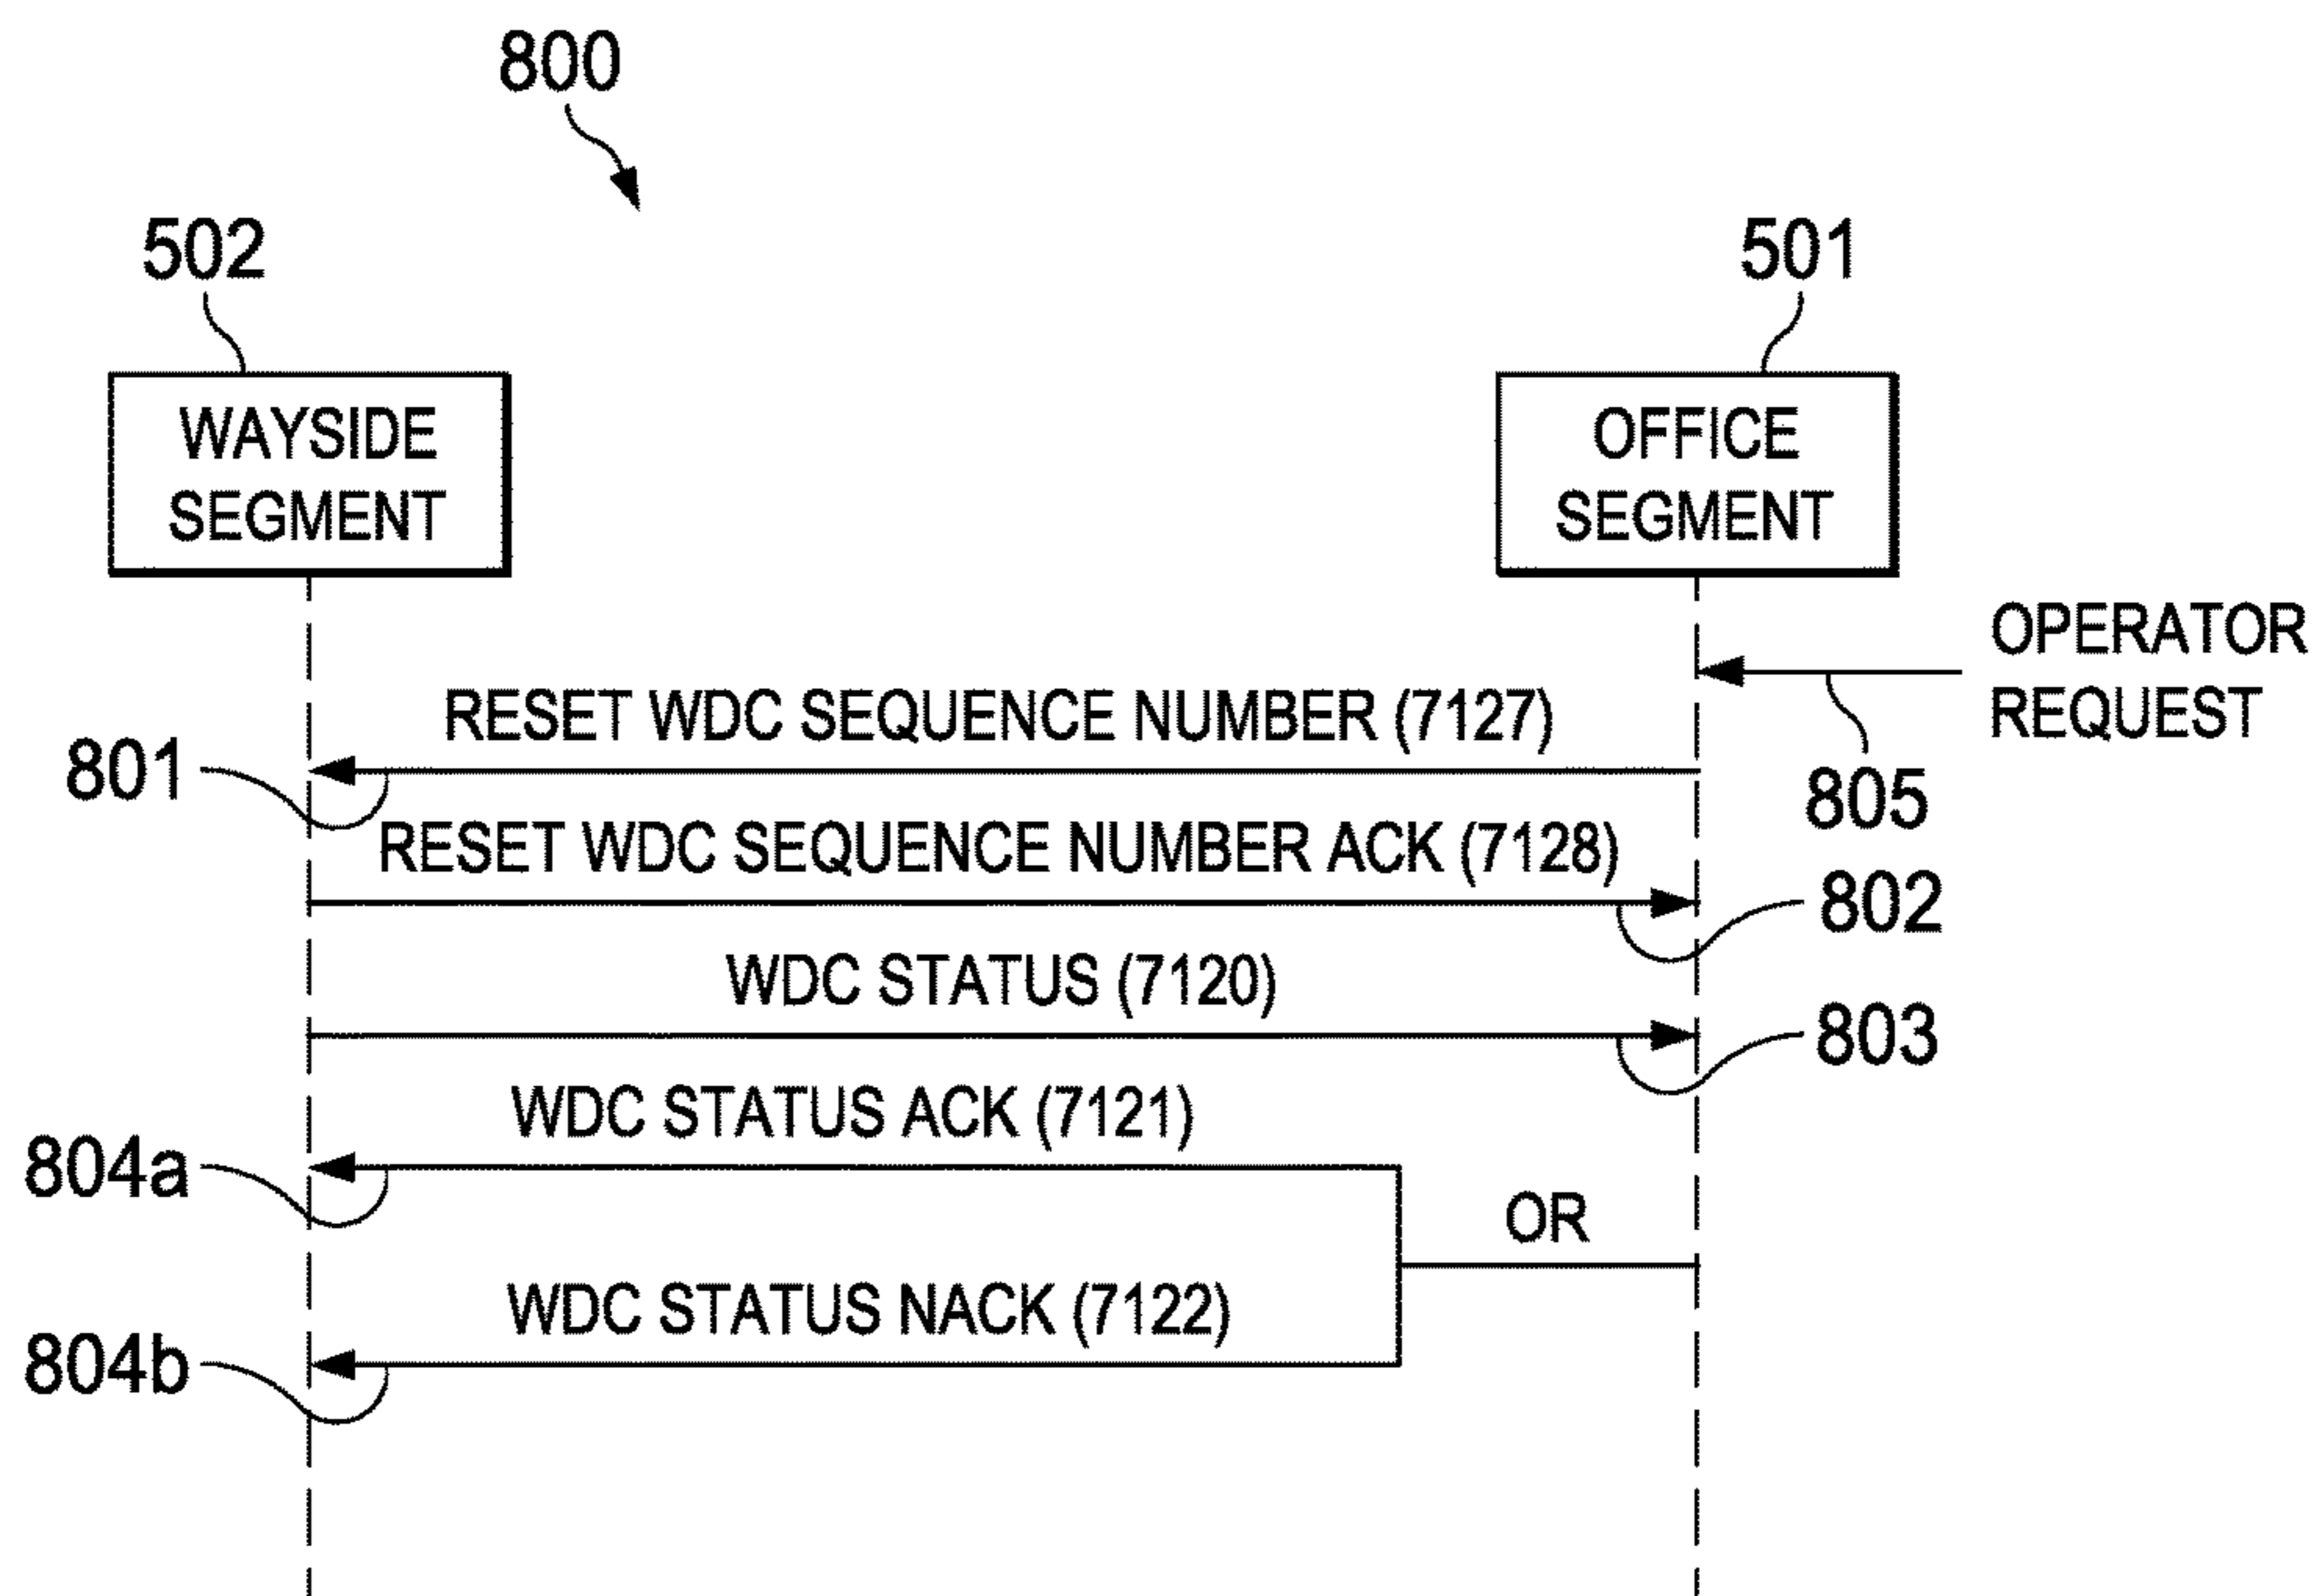 800
502
501
WAYSIDE
SEGMENT
OFFICE
SEGMENT
OPERATOR
REQUEST
805
RESET WDC SEQUENCE NUMBER (7127)
801
RESET WDC SEQUENCE NUMBER ACK (7128)
802
WDC STATUS (7120)
803
WDC STATUS ACK (7121)
804a
OR
WDC STATUS NACK (7122)
804b